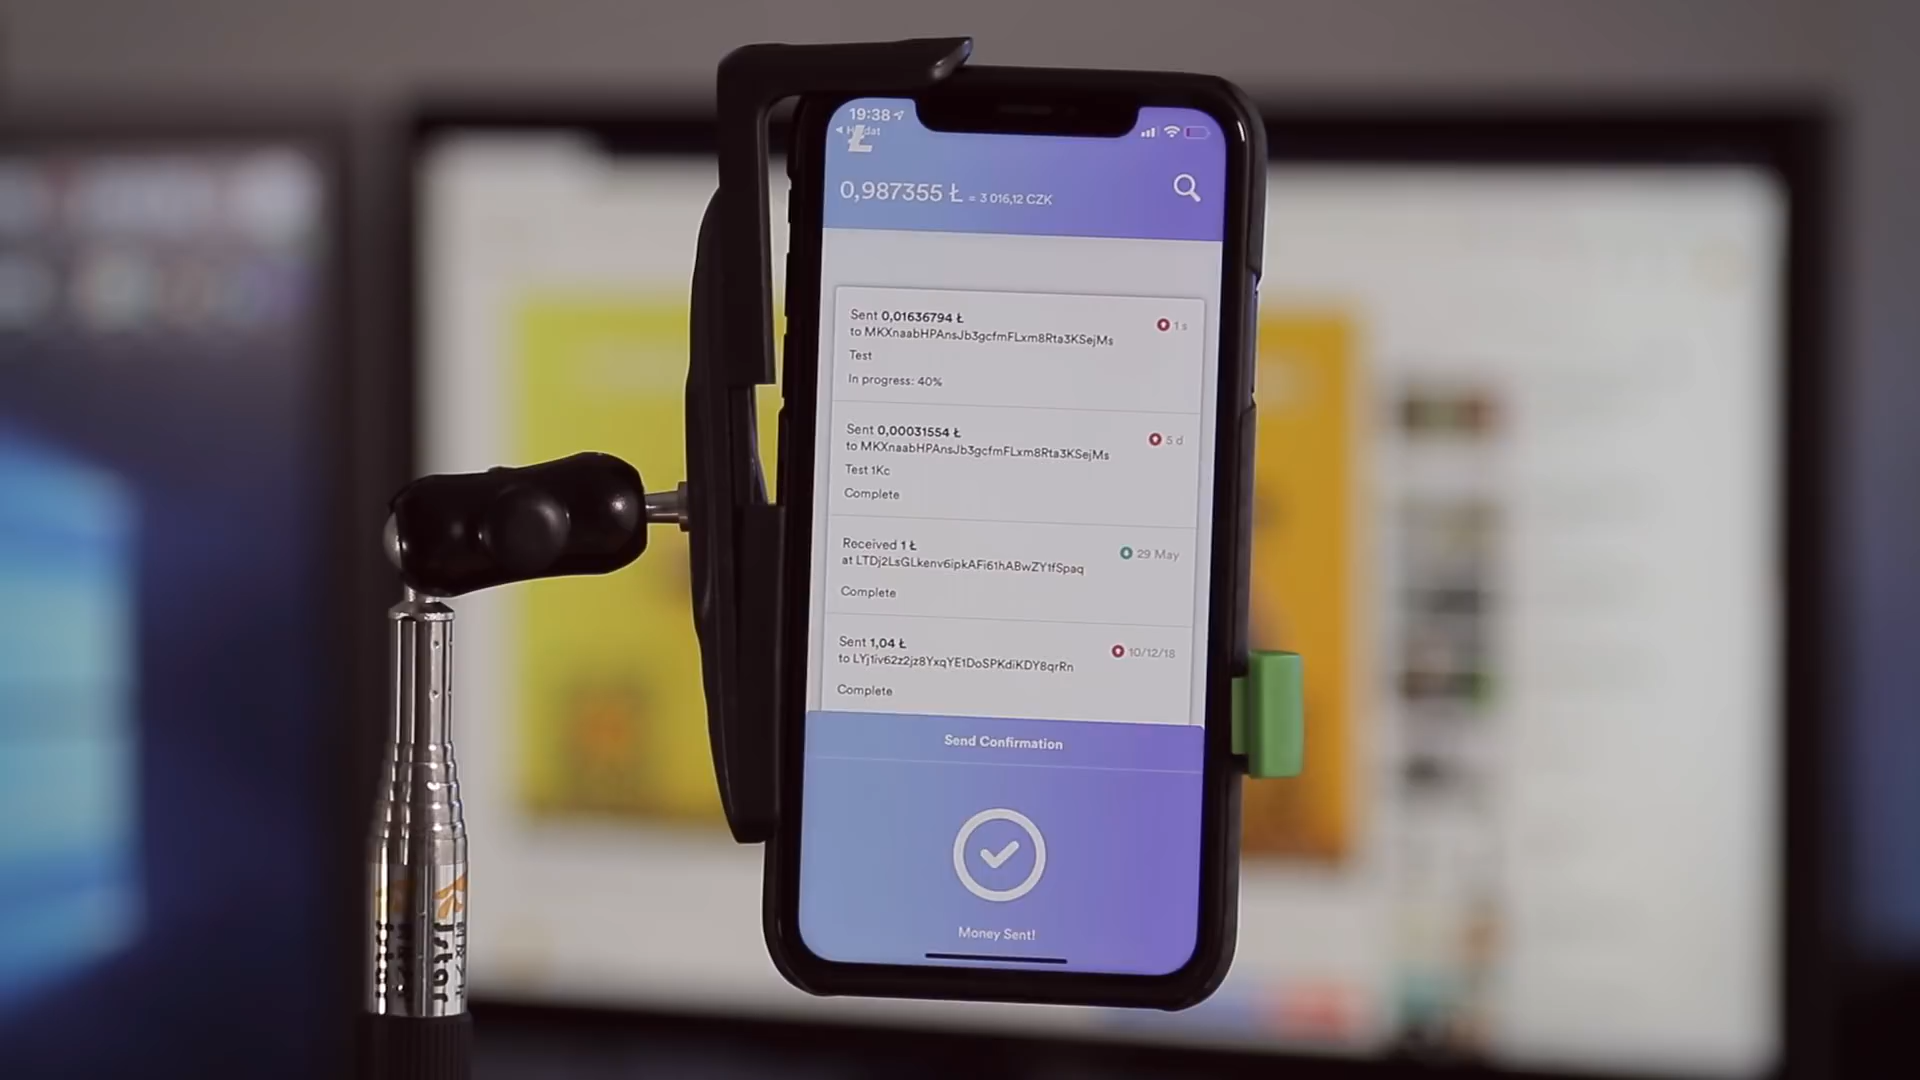 19:38
0,987355 Ł = 3 016,12 CZK
Sent 0,01636794 Ł
1 s
to MKXnaabHPAnsJb3gcfmFLxm8Rta3KSejMs
Test
In progress: 40%
Sent 0,00031554 Ł
5 d
to MKXnaabHPAnsJb3gcfmFLxm8Rta3KSejMs
Test 1Kc
Complete
Received 1 Ł
29 May
at LTDj2LsGLkenv6ipkAFi61hABwZY1fSpaq
Complete
Sent 1,04 Ł
10/12/18
to LYj1iv62z2jz8YxqYE1DoSPKdiKDY8qrRn
Complete
Send Confirmation
Money Sent!